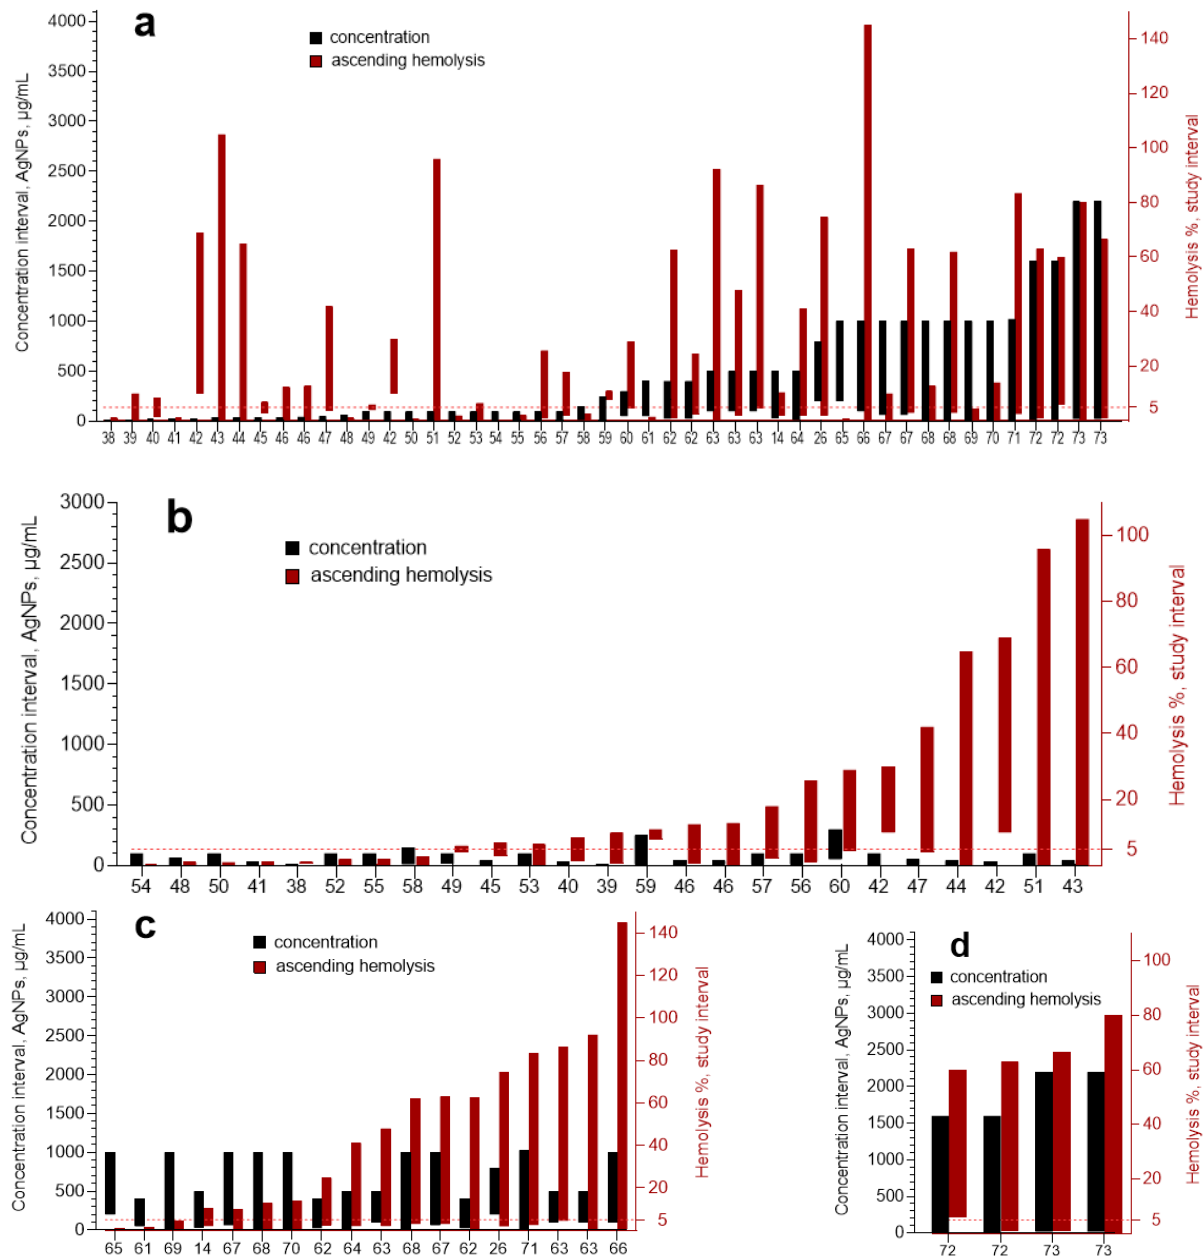 a
concentration
ascending hemolysis
Concentration interval, AgNPs, µg/mL
4000
3500
3000
2500
2000
1500
1000
500
0
Hemolysis %, study interval
140
120
100
80
60
40
20
5
38 39 40 41 42 43 44 45 46 46 47 48 49 42 50 51 52 53 54 55 56 57 58 59 60 61 62 62 63 63 63 14 64 26 65 66 67 67 68 68 69 70 71 72 72 73 73
b
concentration
ascending hemolysis
Concentration interval, AgNPs, µg/mL
3000
2500
2000
1500
1000
500
0
Hemolysis %, study interval
100
80
60
40
20
5
54 48 50 41 38 52 55 58 49 45 53 40 39 59 46 46 57 56 60 42 47 44 42 51 43
c
concentration
ascending hemolysis
Concentration interval, AgNPs, µg/mL
4000
3500
3000
2500
2000
1500
1000
500
0
Hemolysis %, study interval
140
120
100
80
60
40
20
5
65 61 69 14 67 68 70 62 64 63 68 67 62 26 71 63 63 66
d
concentration
ascending hemolysis
Concentration interval, AgNPs, µg/mL
4000
3500
3000
2500
2000
1500
1000
500
0
Hemolysis %, study interval
100
80
60
40
20
5
72 72 73 73